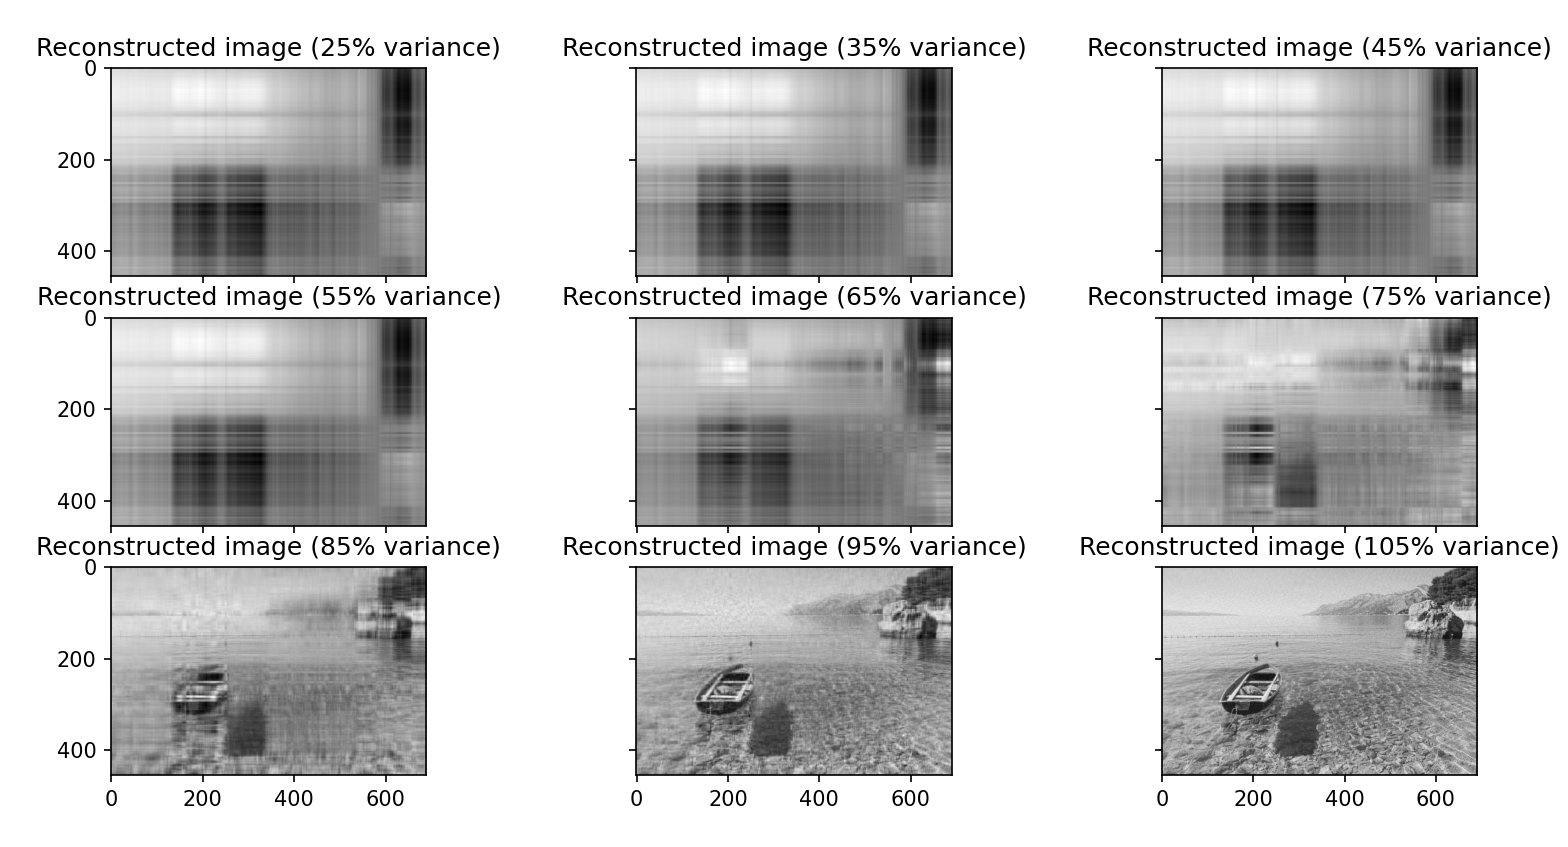 Reconstructed image (25% variance) Reconstructed image (35% variance) Reconstructed image (45% variance)
0
200
400
Reconstructed image (55% variance) Reconstructed image (65% variance) Reconstructed image (75% variance)
0
200
400
Reconstructed image (85% variance) Reconstructed image (95% variance) Reconstructed image (105% variance)
0
200
400
0 200 400 600 0 200 400 600 0 200 400 600